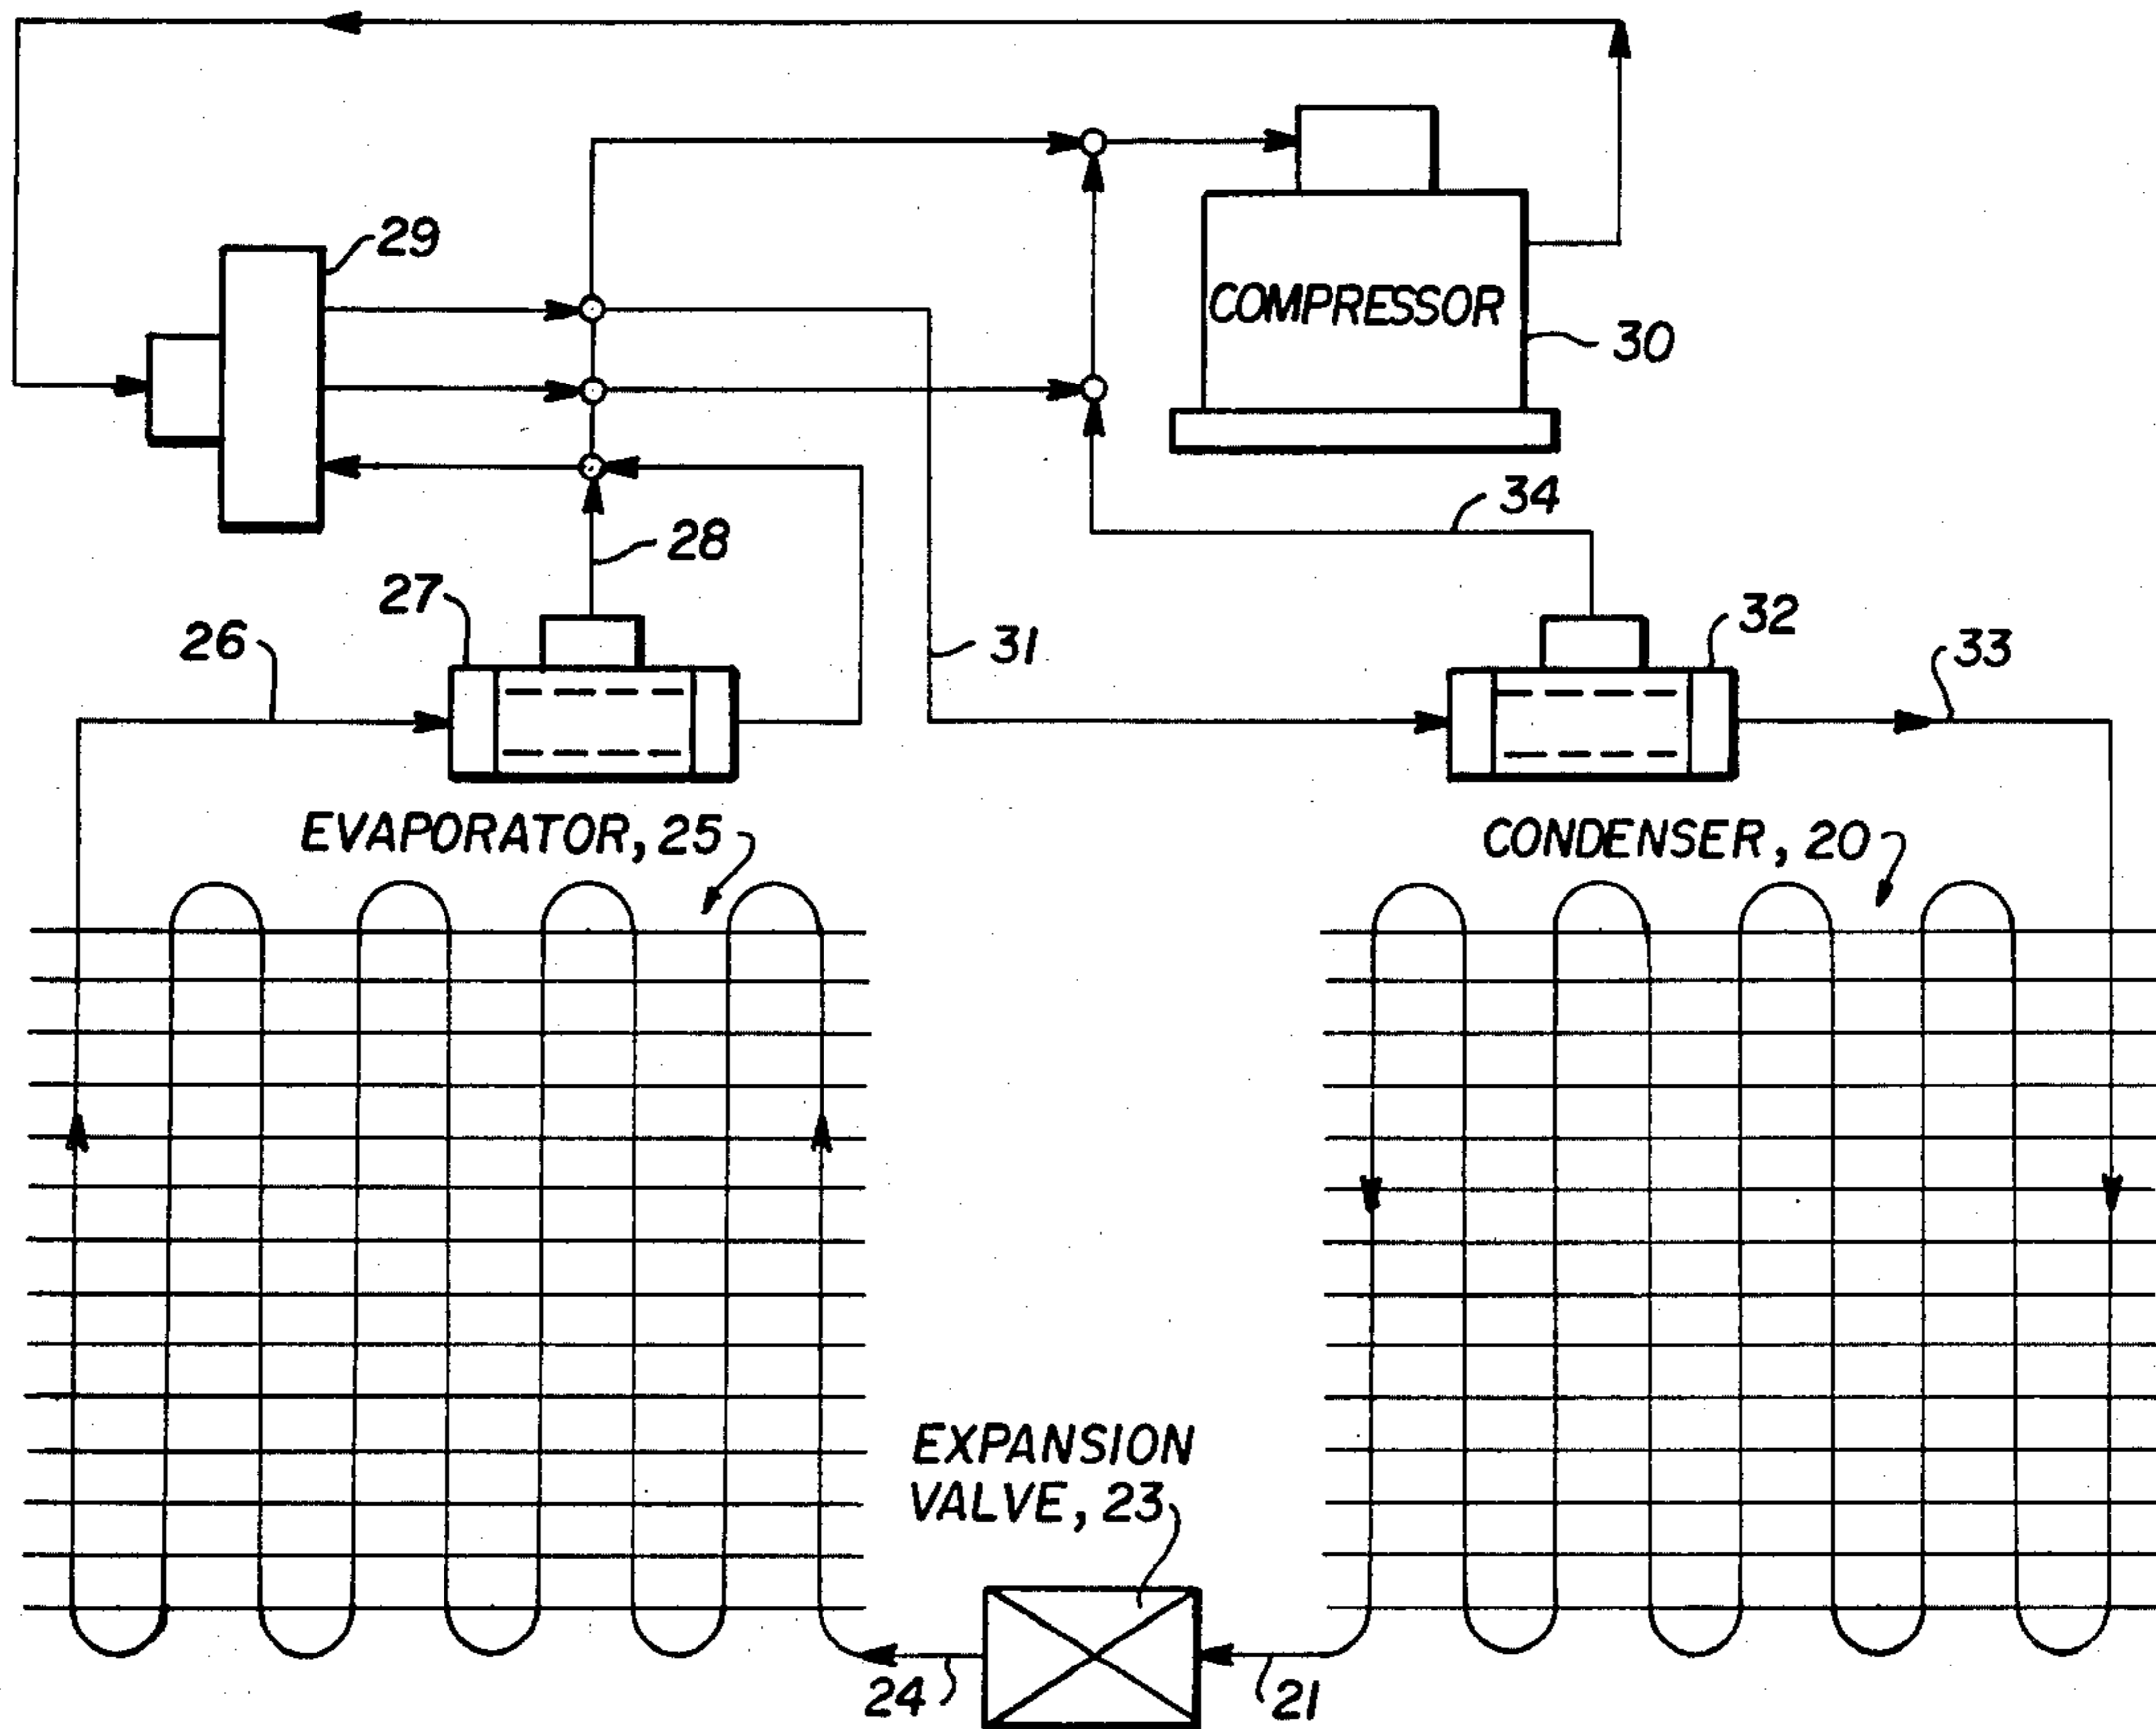 29
COMPRESSOR
30
34
28
27
32
26
31
33
EVAPORATOR, 25
CONDENSER, 20
EXPANSION
VALVE, 23
24
21